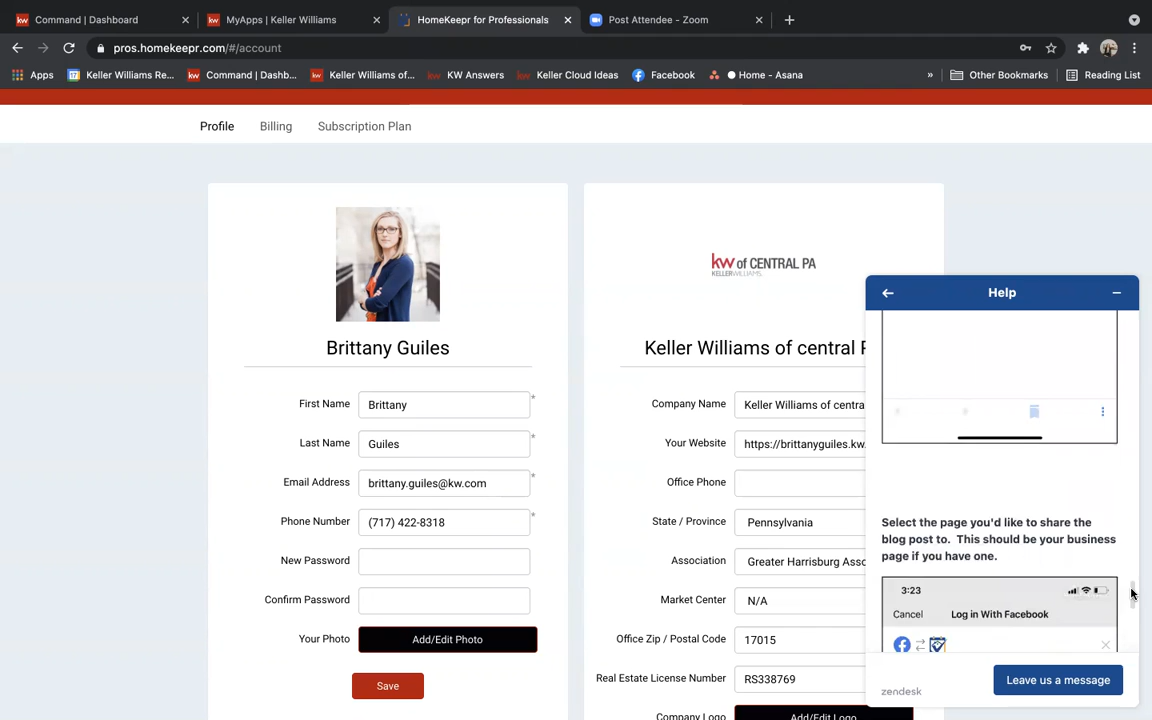 Command | Dashboard
MyApps | Keller Williams
HomeKeepr for Professionals
Post Attendee - Zoom
pros.homekeepr.com/#/account
Apps
Keller Williams Re...
Command | Dashb...
Keller Williams of...
KW Answers
Keller Cloud Ideas
Facebook
Home - Asana
»
Other Bookmarks
Reading List
Profile
Billing
Subscription Plan
Brittany Guiles
First Name
Brittany
*
Last Name
Guiles
*
Email Address
brittany.guiles@kw.com
*
Phone Number
(717) 422-8318
*
New Password
Confirm Password
Your Photo
Add/Edit Photo
Save
kw of CENTRAL PA
KELLERWILLIAMS.
Keller Williams of central P
Company Name
Keller Williams of centra
Your Website
https://brittanyguiles.kw.
Office Phone
State / Province
Pennsylvania
Association
Greater Harrisburg Asso
Market Center
N/A
Office Zip / Postal Code
17015
Real Estate License Number
RS338769
Company Logo
Add/Edit Logo
Help
Select the page you'd like to share the
blog post to. This should be your business
page if you have one.
3:23
Cancel
Log in With Facebook
zendesk
Leave us a message